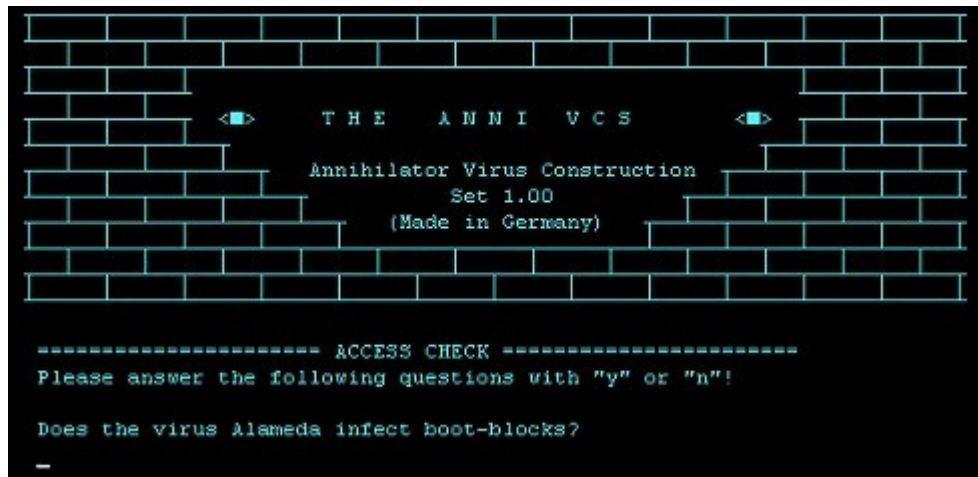 THE ANNI VCS
Annihilator Virus Construction
Set 1.00
(Made in Germany)
====================== ACCESS CHECK =======================
Please answer the following questions with "y" or "n"!
Does the virus Alameda infect boot-blocks?